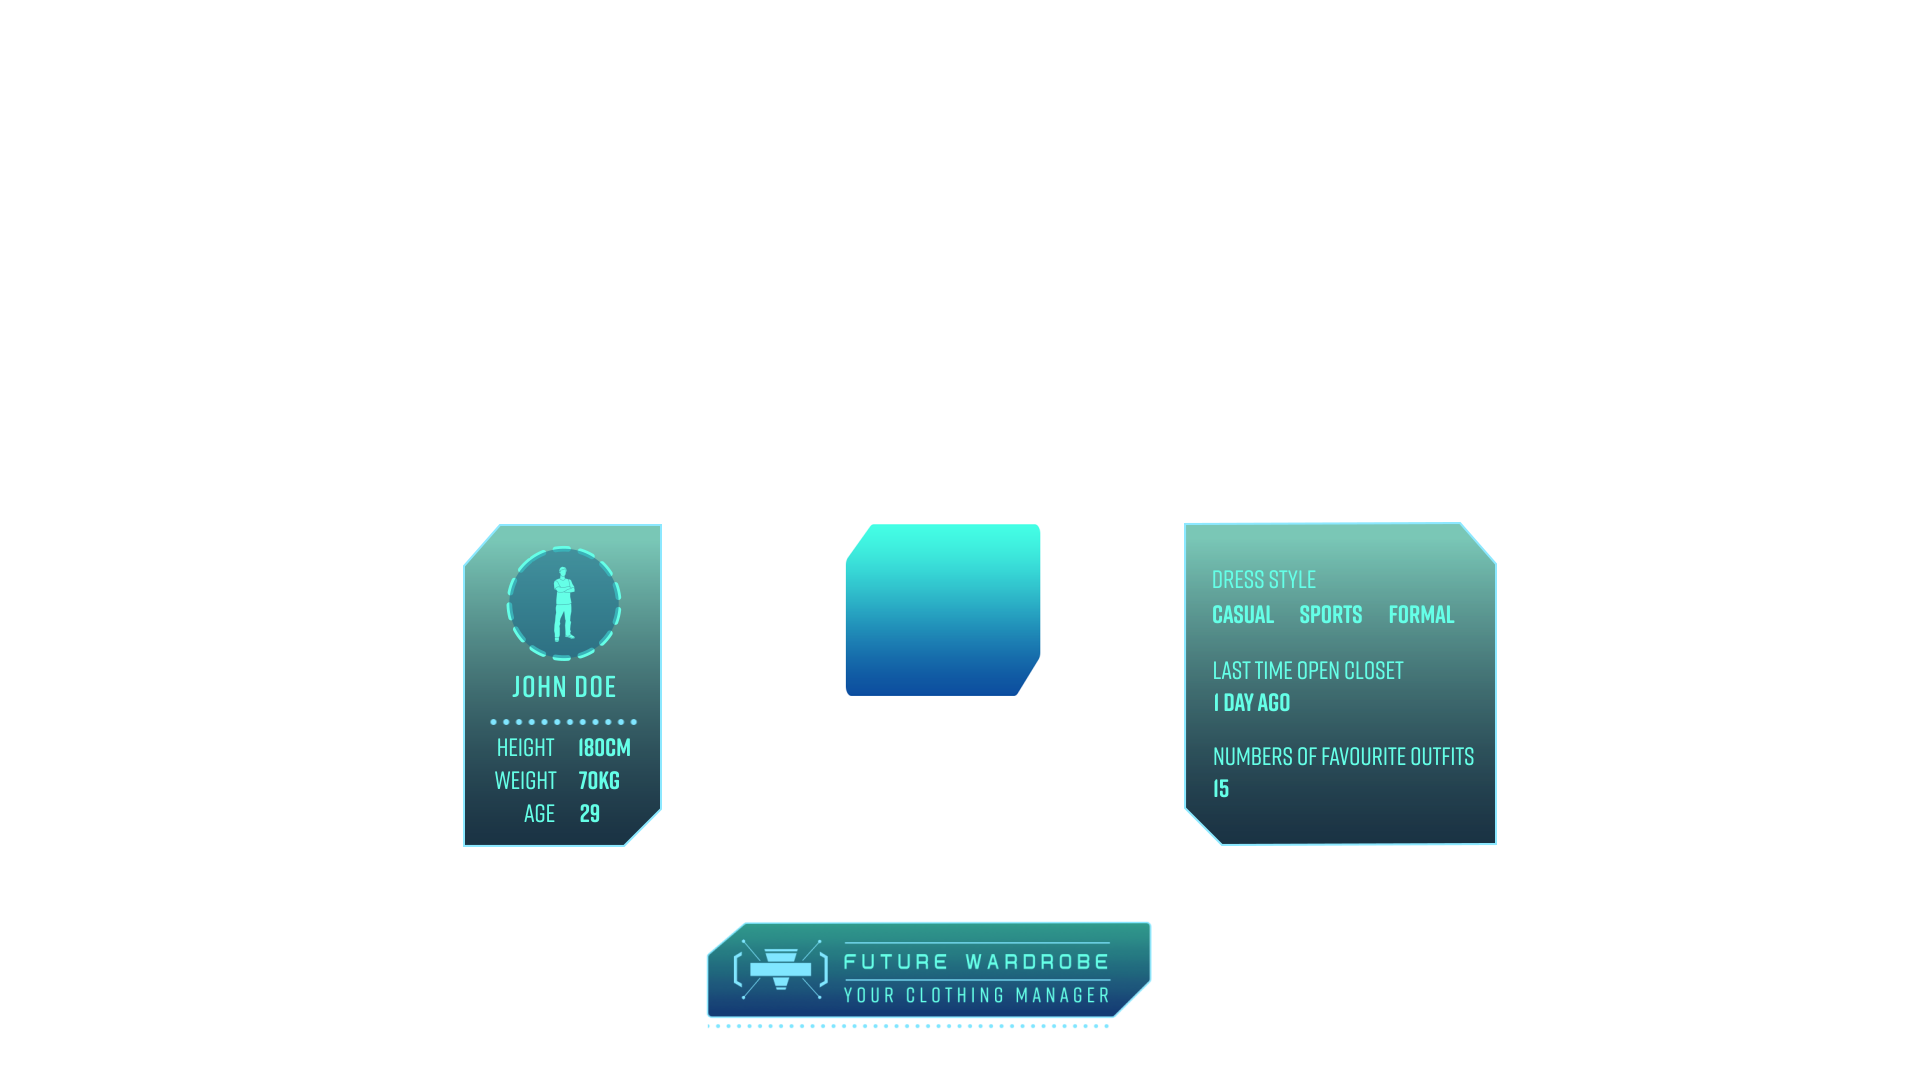 JOHN DOE
HEIGHT 180CM
WEIGHT 70KG
AGE 29
DRESS STYLE
CASUAL SPORTS FORMAL
LAST TIME OPEN CLOSET
1 DAY AGO
NUMBERS OF FAVOURITE OUTFITS
15
FUTURE WARDROBE
YOUR CLOTHING MANAGER